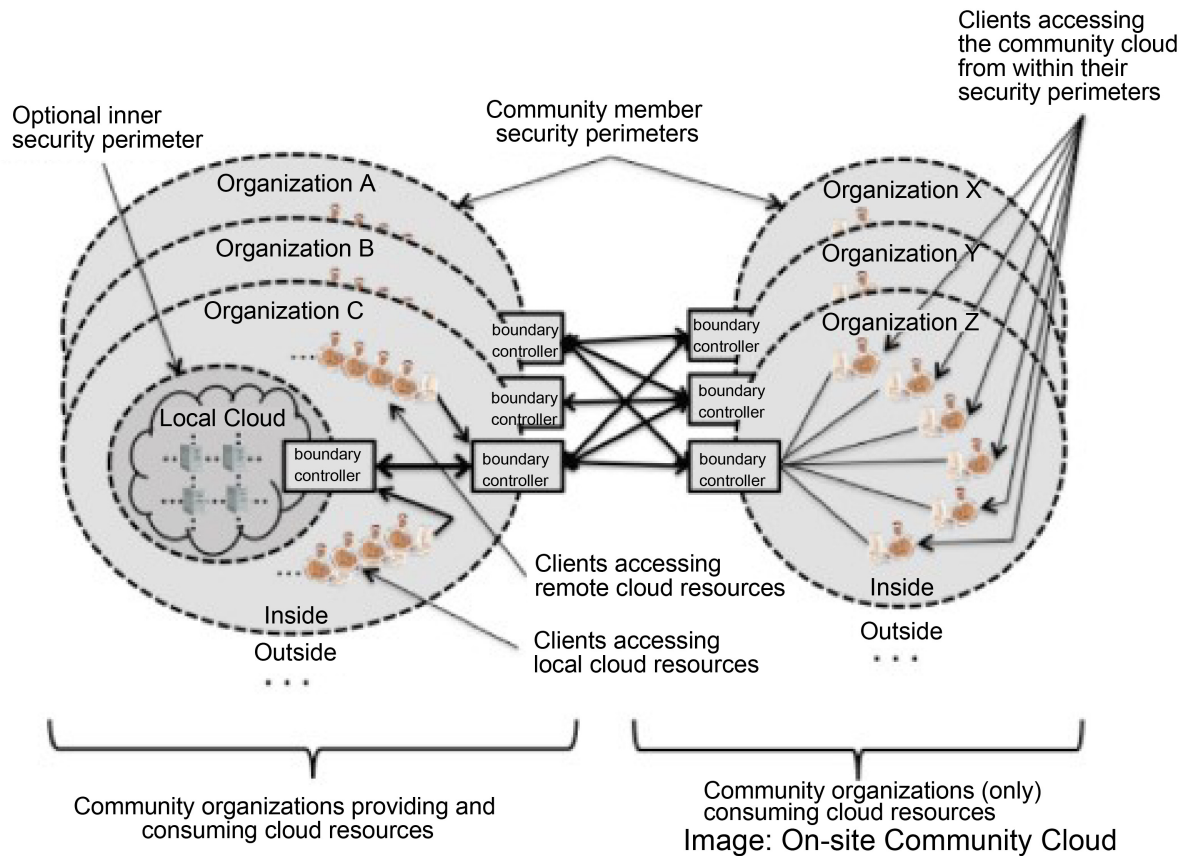 Clients accessing
the community cloud
from within their
security perimeters
Optional inner
security perimeter
Community member
security perimeters
Organization A
Organization B
Organization C
Local Cloud
boundary
controller
boundary
controller
boundary
controller
boundary
controller
Inside
Outside
. . .
Organization X
Organization Y
Organization Z
boundary
controller
boundary
controller
boundary
controller
Inside
Outside
. . .
Clients accessing
remote cloud resources
Clients accessing
local cloud resources
Community organizations providing and
consuming cloud resources
Community organizations (only)
consuming cloud resources
Image: On-site Community Cloud